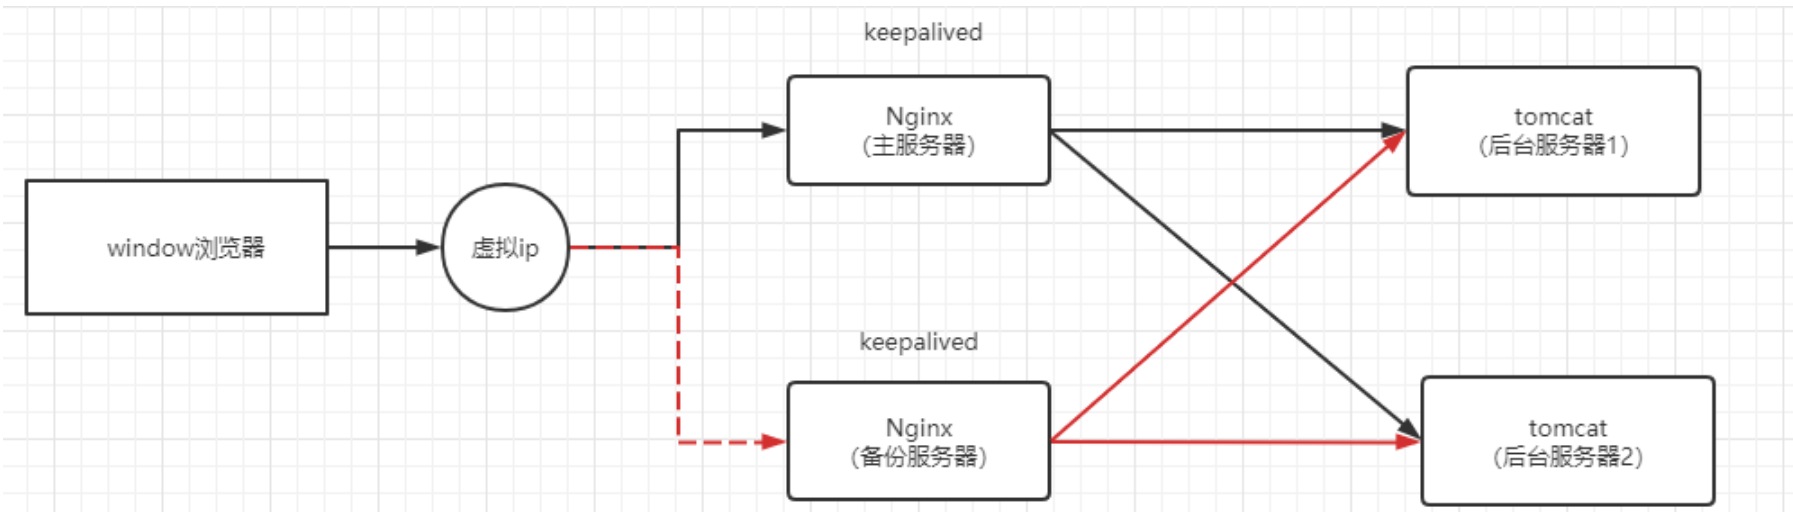 keepalived
Nginx
（主服务器）
tomcat
（后台服务器1）
window浏览器
虚拟ip
keepalived
Nginx
（备份服务器）
tomcat
（后台服务器2）